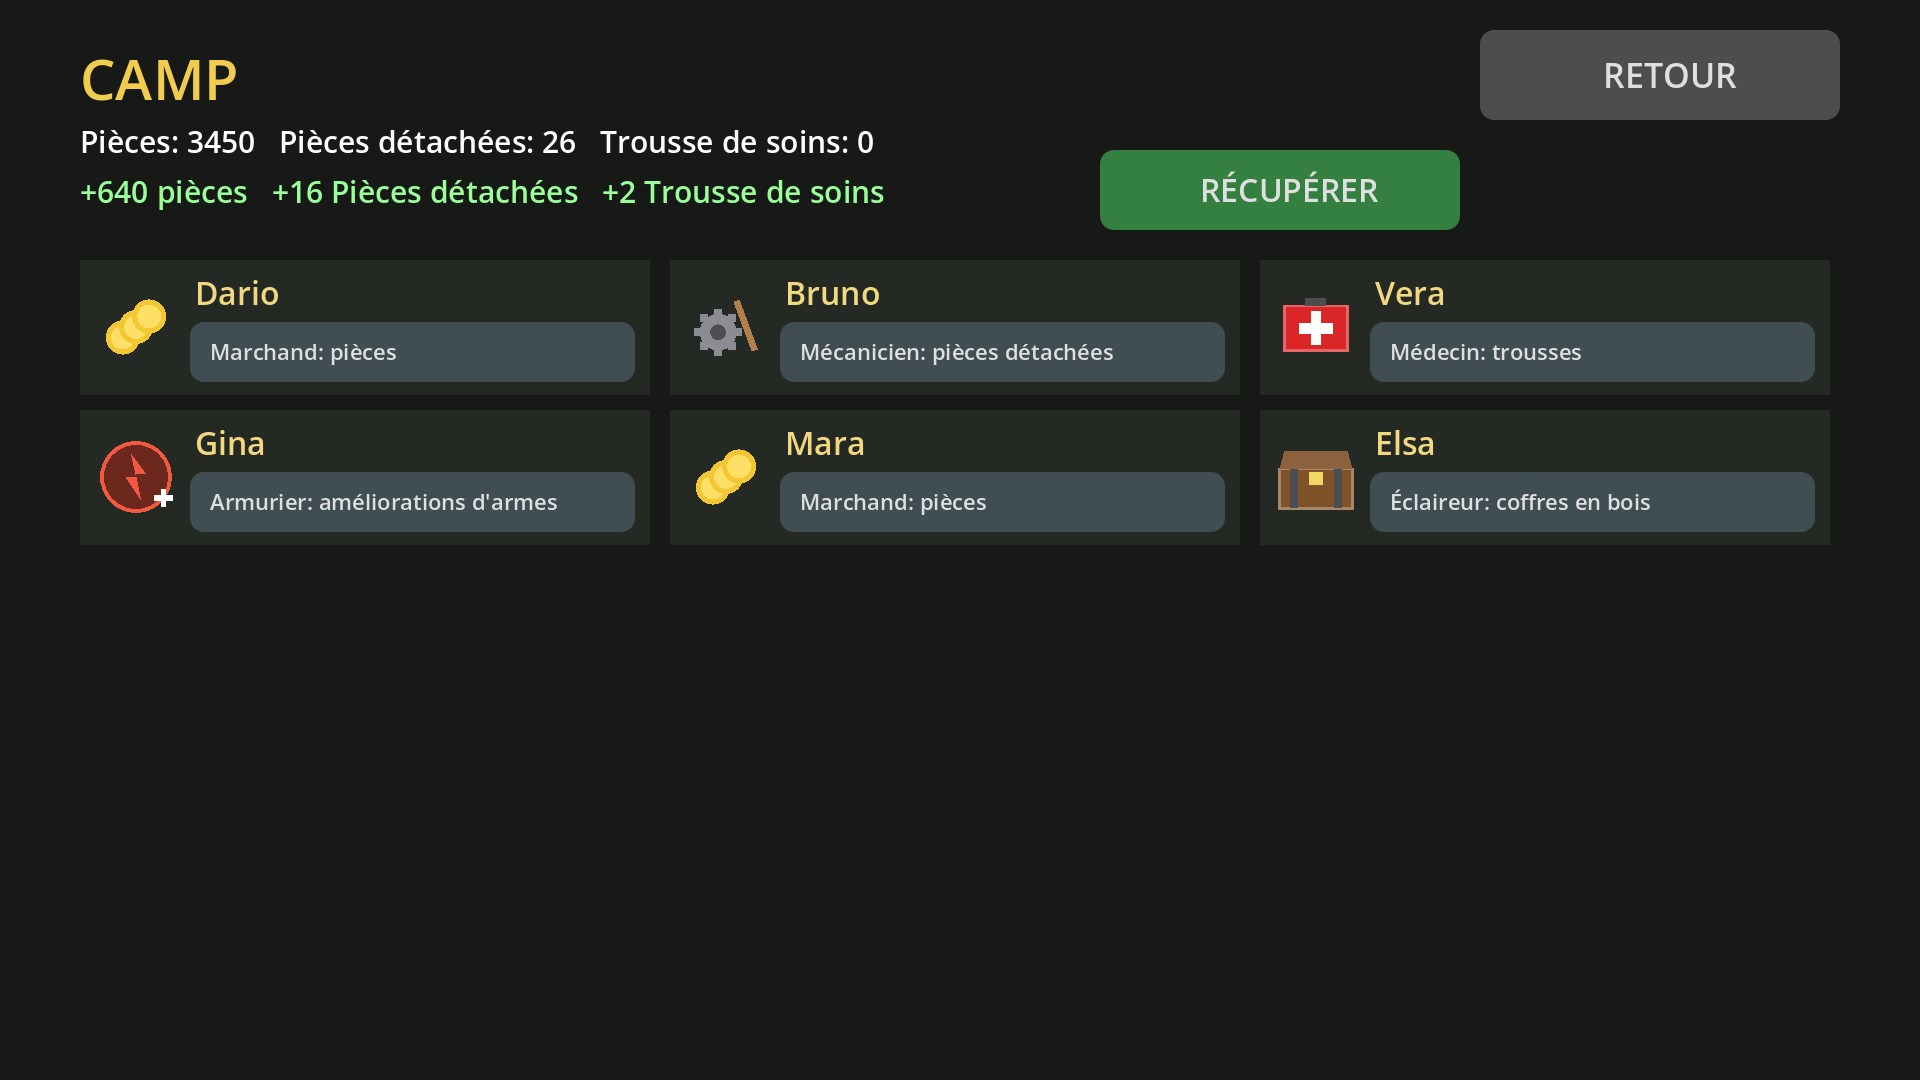 CAMP
RETOUR
Pièces: 3450 Pièces détachées: 26 Trousse de soins: 0
+640 pièces +16 Pièces détachées +2 Trousse de soins
RÉCUPÉRER
Dario
Marchand: pièces
Bruno
Mécanicien: pièces détachées
Vera
Médecin: trousses
Gina
Armurier: améliorations d'armes
Mara
Marchand: pièces
Elsa
Éclaireur: coffres en bois